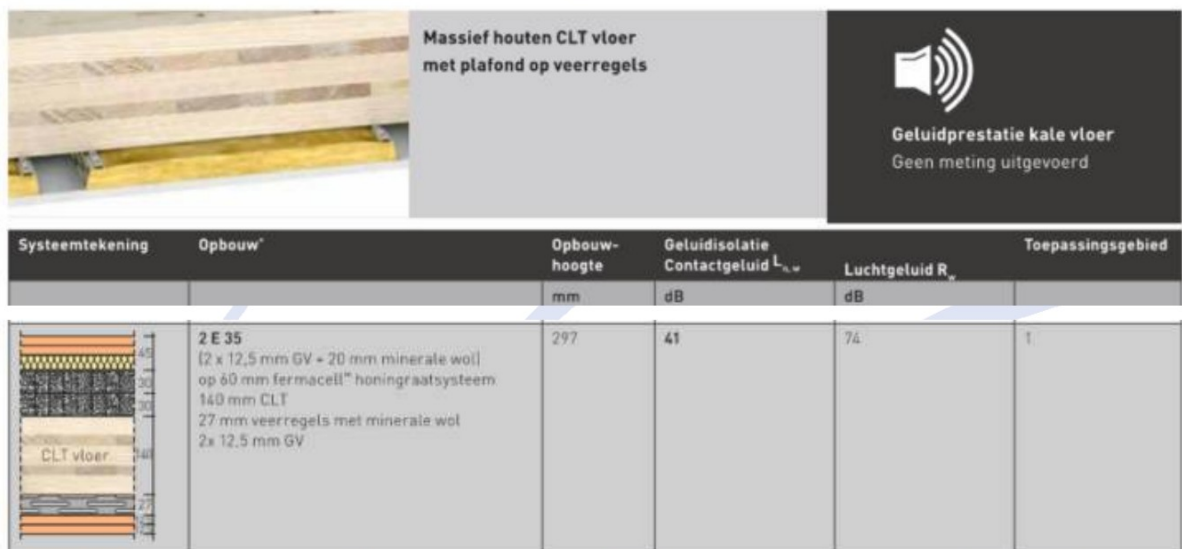 Massief houten CLT vloer
met plafond op veerregels
Geluidprestatie kale vloer
Geen meting uitgevoerd
Systeemtekening Opbouw* Opbouw- Geluidisolatie Toepassingsgebied
hoogte Contactgeluid Ln,w Luchtgeluid Rw
mm dB dB
2 E 35 297 41 74 1
(2 x 12,5 mm GV + 20 mm minerale wol)
op 60 mm fermacell™ honingraatsysteem
140 mm CLT
27 mm veerregels met minerale wol
2x 12,5 mm GV
45
30
30
CLT vloer 140
27